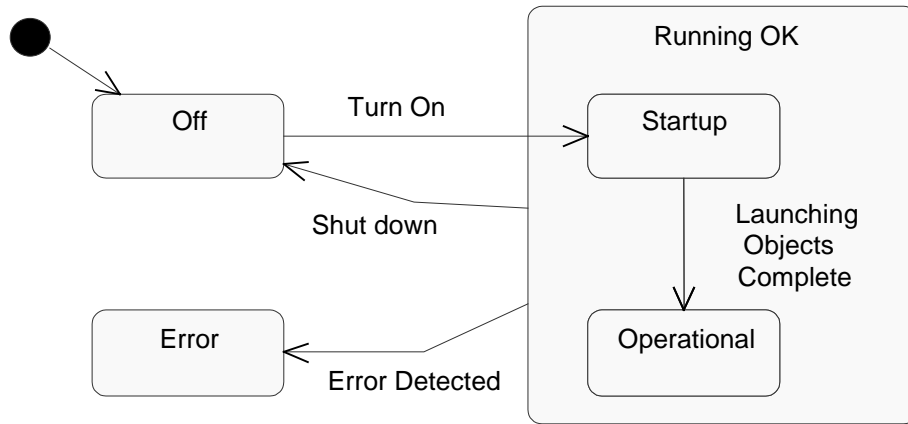 Running OK
Off
Turn On
Startup
Shut down
Launching
Objects
Complete
Error
Operational
Error Detected